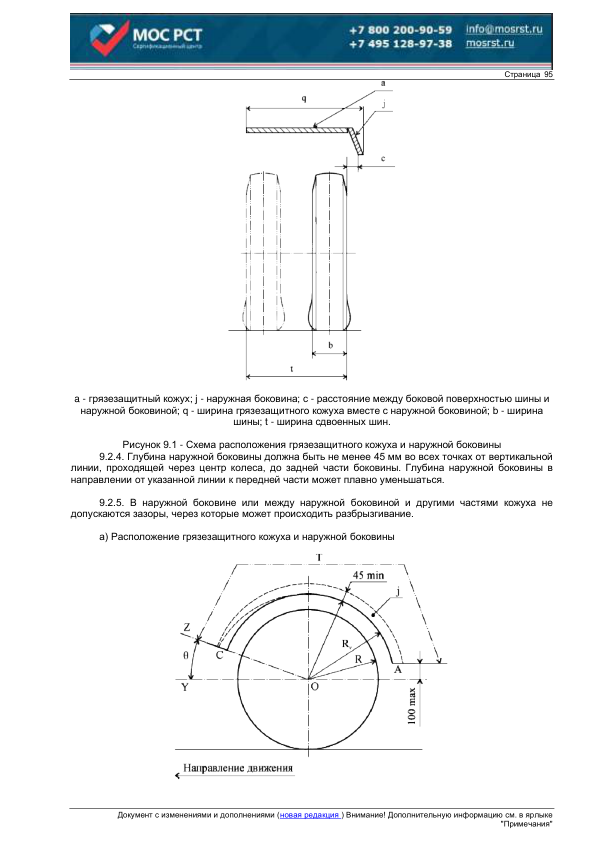 МОС РСТ
Сертификационный центр
+7 800 200-90-59
info@mosrst.ru
+7 495 128-97-38
mosrst.ru
Страница 95
a
q
j
c
b
t
a - грязезащитный кожух; j - наружная боковина; c - расстояние между боковой поверхностью шины и
наружной боковиной; q - ширина грязезащитного кожуха вместе с наружной боковиной; b - ширина
шины; t - ширина сдвоенных шин.
Рисунок 9.1 - Схема расположения грязезащитного кожуха и наружной боковины
9.2.4. Глубина наружной боковины должна быть не менее 45 мм во всех точках от вертикальной
линии, проходящей через центр колеса, до задней части боковины. Глубина наружной боковины в
направлении от указанной линии к передней части может плавно уменьшаться.
9.2.5. В наружной боковине или между наружной боковиной и другими частями кожуха не
допускаются зазоры, через которые может происходить разбрызгивание.
а) Расположение грязезащитного кожуха и наружной боковины
T
45 min
j
Z
θ
C
Rv
R
A
Y
O
100 max
Направление движения
Документ с изменениями и дополнениями (новая редакция ) Внимание! Дополнительную информацию см. в ярлыке
"Примечания"